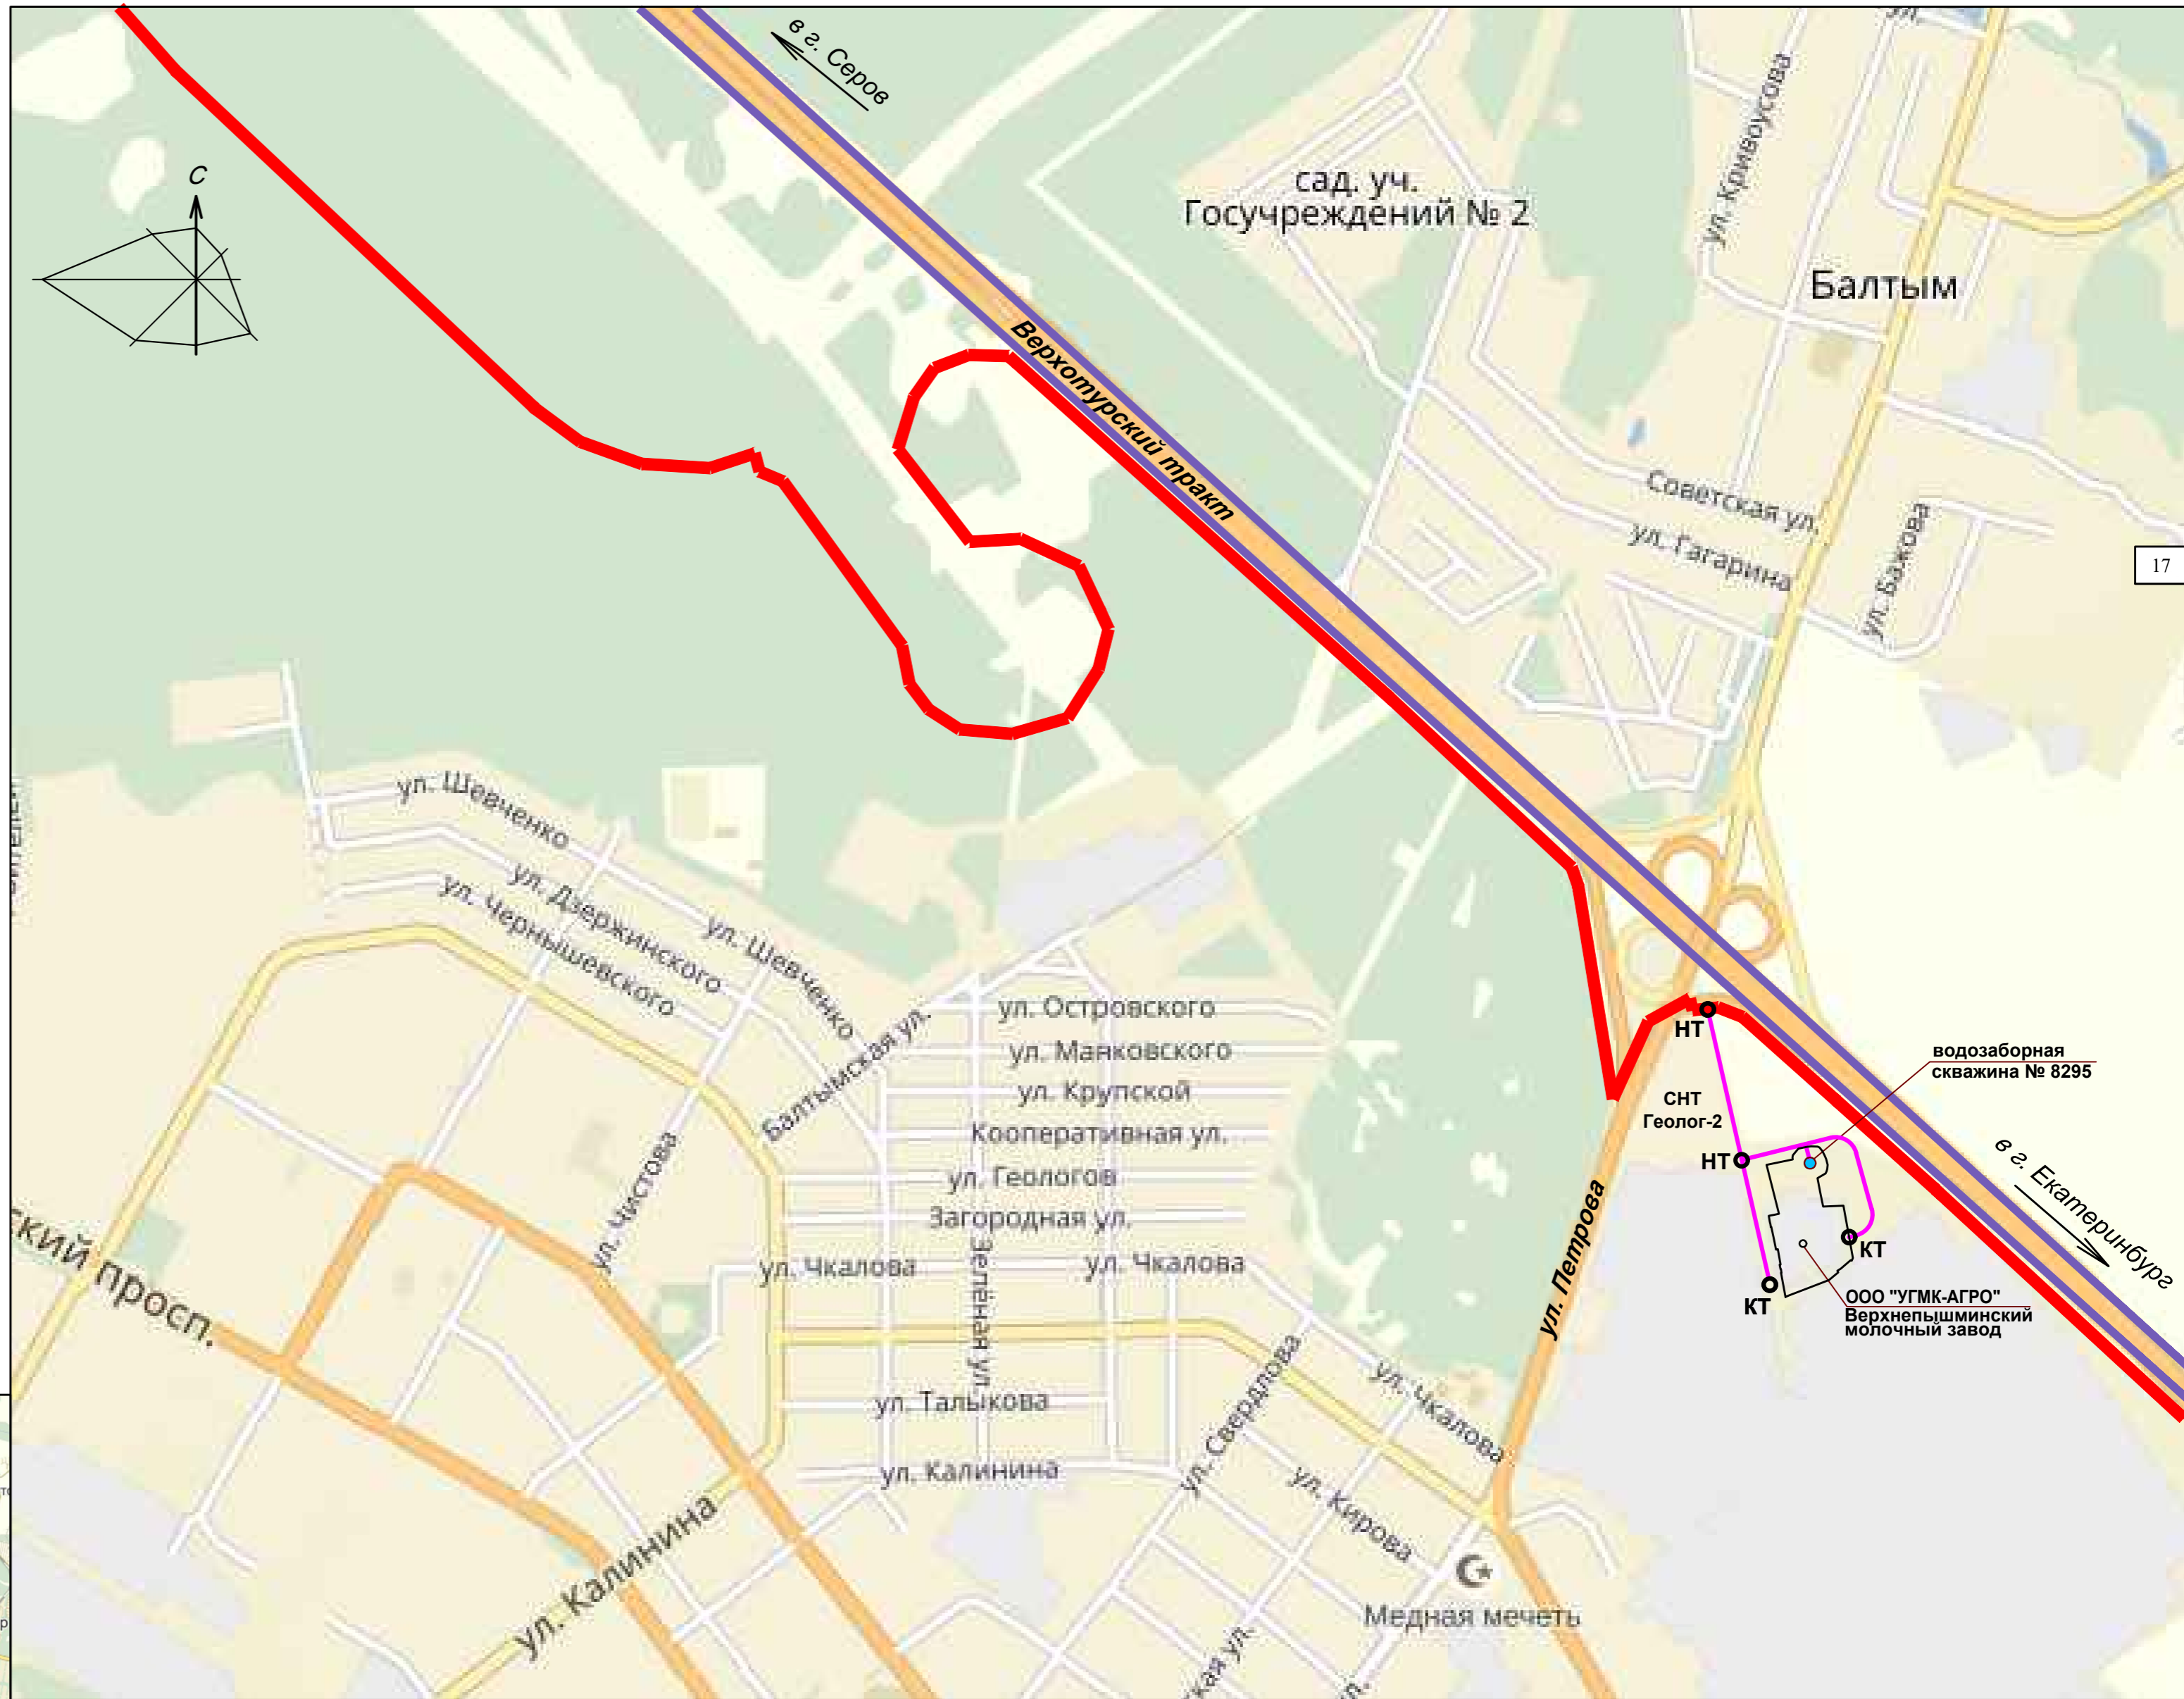 в г. Серов
С
сад. уч.
Госучреждений № 2
ул. Кривоусова
Балтым
Верхотурский тракт
Советская ул.
ул. Гагарина
ул. Бажова
17
ул. Шевченко
ул. Дзержинского
ул. Чернышевского
ул. Шевченко
Балтымская ул.
ул. Островского
ул. Маяковского
ул. Крупской
Кооперативная ул.
ул. Геологов
Загородная ул.
ул. Чкалова
ул. Чкалова
Зелёная ул.
ул. Чистова
ский просп.
ул. Талыкова
ул. Калинина
ул. Калинина
ул. Свердлова
ул. Чкалова
ул. Кирова
Медная мечеть
кая ул.
ул. Петрова
НТ
СНТ
Геолог-2
НТ
КТ
КТ
водозаборная
скважина № 8295
в г. Екатеринбург
ООО "УГМК-АГРО"
Верхнепышминский
молочный завод